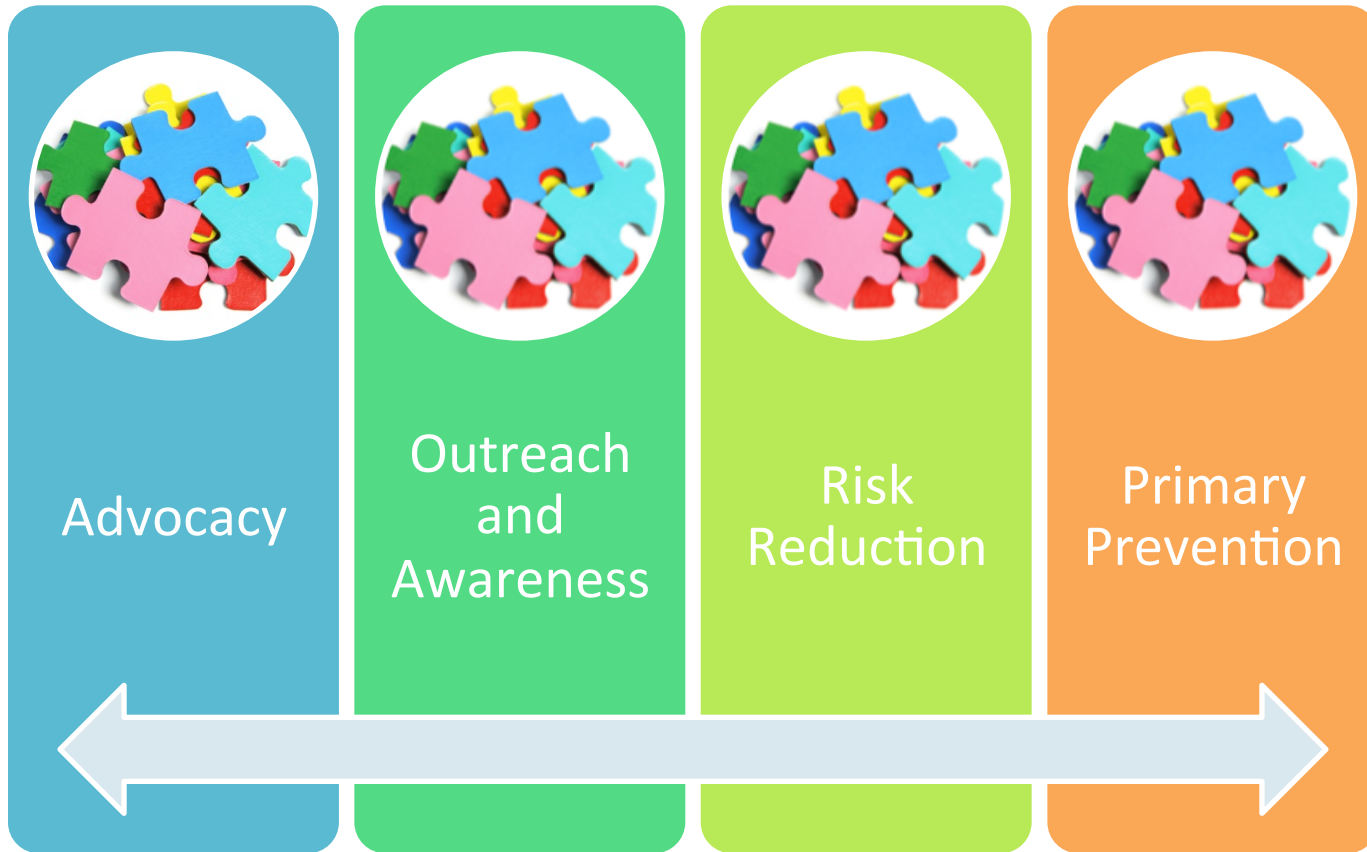 Advocacy
Outreach
and
Awareness
Risk
Reduction
Primary
Prevention